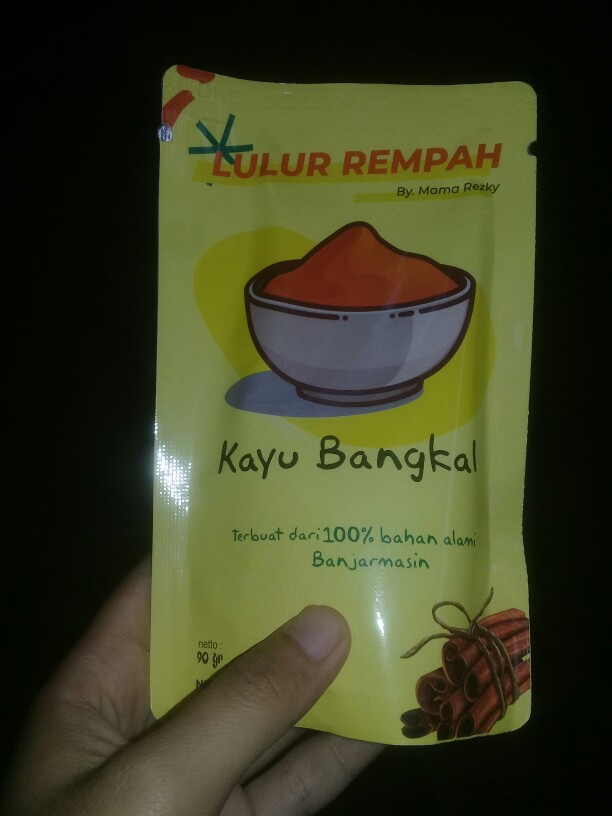 LULUR REMPAH
By. Mama Rezky
Kayu Bangkal
Terbuat dari 100% bahan alami
Banjarmasin
netto :
90 gr